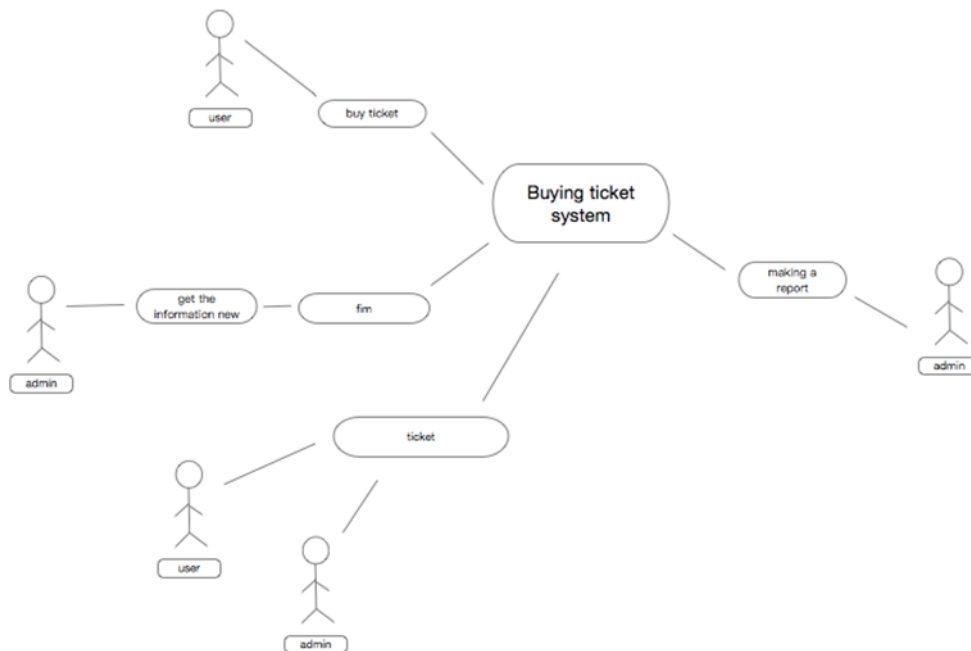 user
buy ticket
Buying ticket
system
making a
report
get the
information new
fim
admin
admin
ticket
user
admin